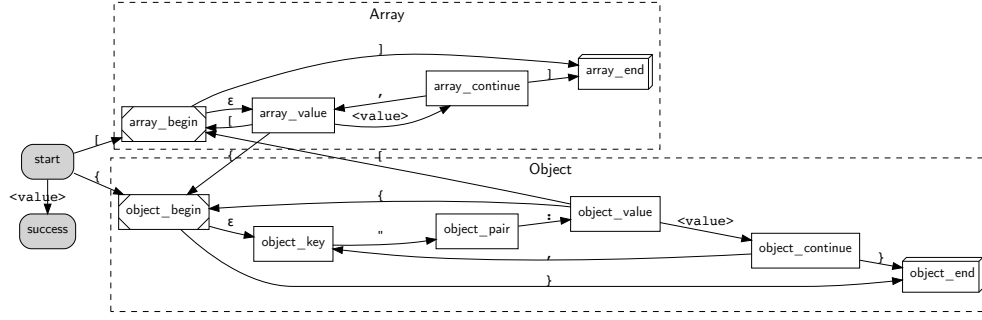 Array
]
array_end
array_continue
]
ε
,
array_begin
array_value
[
<value>
[
start
{
[
Object
{
<value>
success
object_begin
{
object_value
ε
<value>
object_key
"
object_pair
:
object_continue
,
}
object_end
}